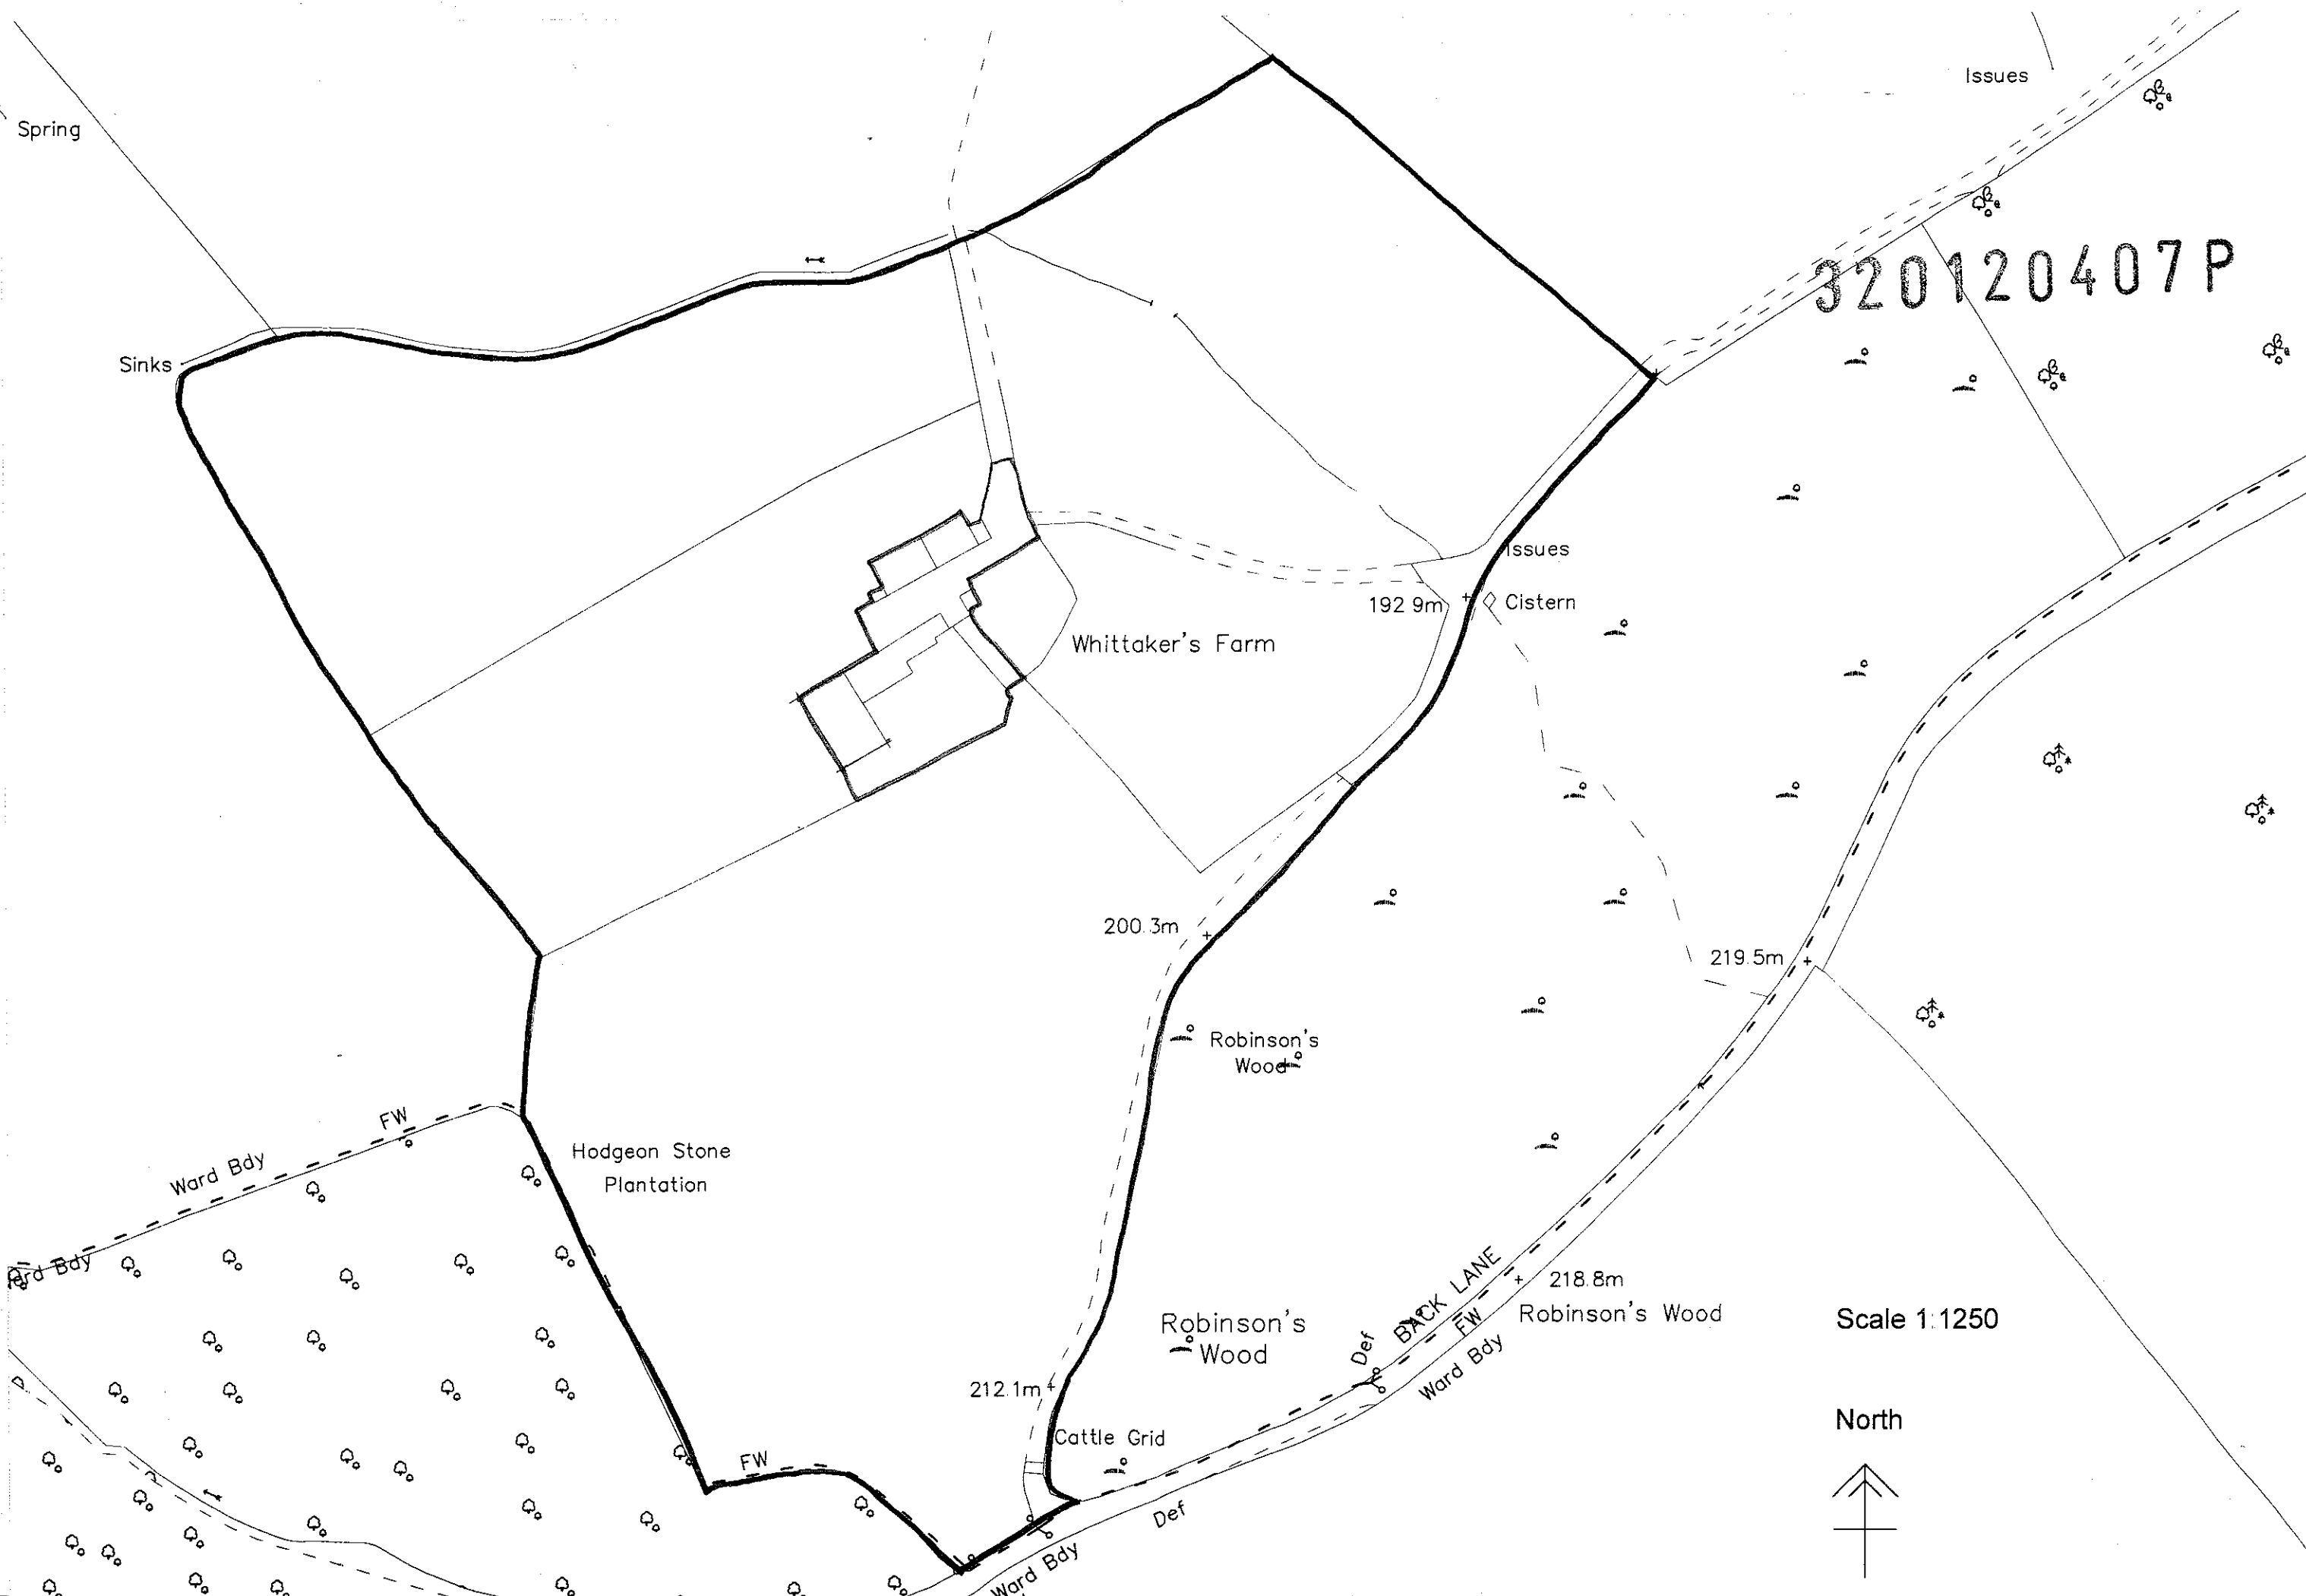 Issues
Spring
320120407P
Sinks
Issues
192 9m
Cistern
Whittaker's Farm
200.3m
219.5m
Robinson's
Wood
FW
Hodgeon Stone
Plantation
Ward Bdy
Bdy
BACK LANE
218.8m
Robinson's Wood
Scale 1:1250
Robinson's
Wood
FW
Def
Ward Bdy
212.1m
North
Cattle Grid
FW
Def
Ward Bdy